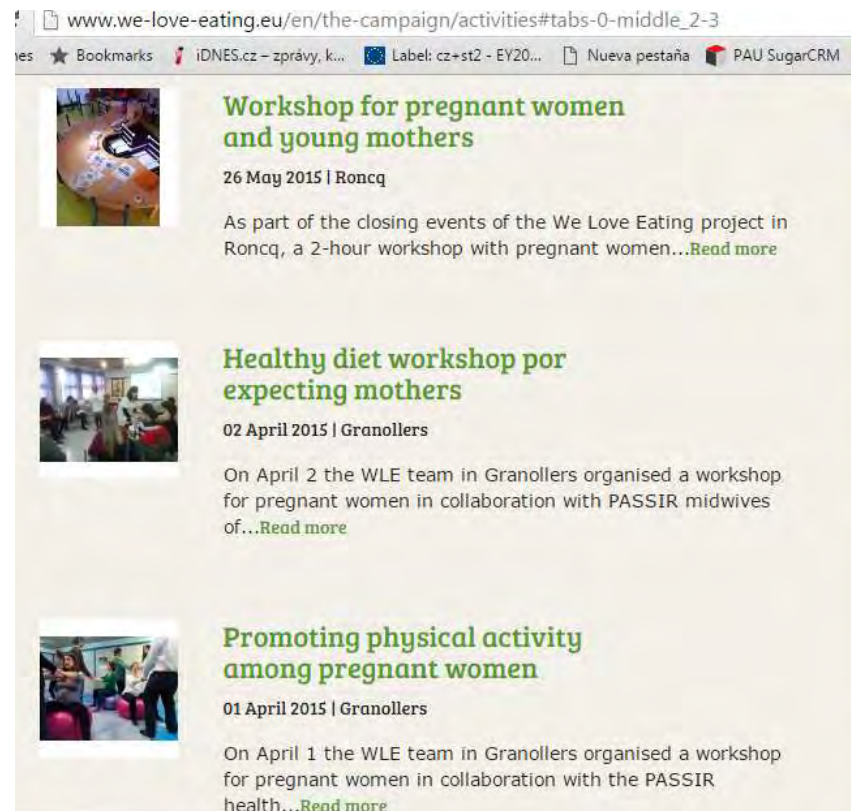 www.we-love-eating.eu/en/the-campaign/activities#tabs-0-middle_2-3
nes Bookmarks iDNES.cz – zprávy, k... Label: cz+st2 - EY20... Nueva pestaña PAU SugarCRM
Workshop for pregnant women
and young mothers
26 May 2015 | Roncq
As part of the closing events of the We Love Eating project in
Roncq, a 2-hour workshop with pregnant women...Read more
Healthy diet workshop por
expecting mothers
02 April 2015 | Granollers
On April 2 the WLE team in Granollers organised a workshop
for pregnant women in collaboration with PASSIR midwives
of...Read more
Promoting physical activity
among pregnant women
01 April 2015 | Granollers
On April 1 the WLE team in Granollers organised a workshop
for pregnant women in collaboration with the PASSIR
health...Read more